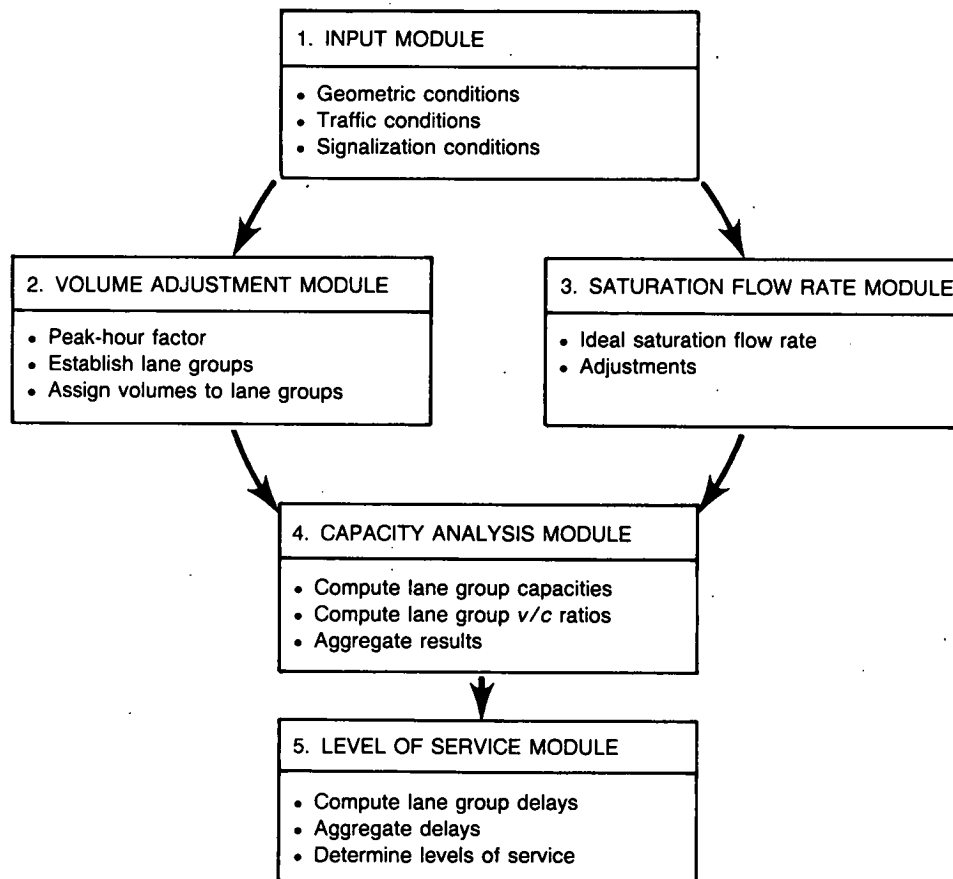 1. INPUT MODULE
• Geometric conditions
• Traffic conditions
• Signalization conditions
2. VOLUME ADJUSTMENT MODULE
• Peak-hour factor
• Establish lane groups
• Assign volumes to lane groups
3. SATURATION FLOW RATE MODULE
• Ideal saturation flow rate
• Adjustments
4. CAPACITY ANALYSIS MODULE
• Compute lane group capacities
• Compute lane group v/c ratios
• Aggregate results
5. LEVEL OF SERVICE MODULE
• Compute lane group delays
• Aggregate delays
• Determine levels of service